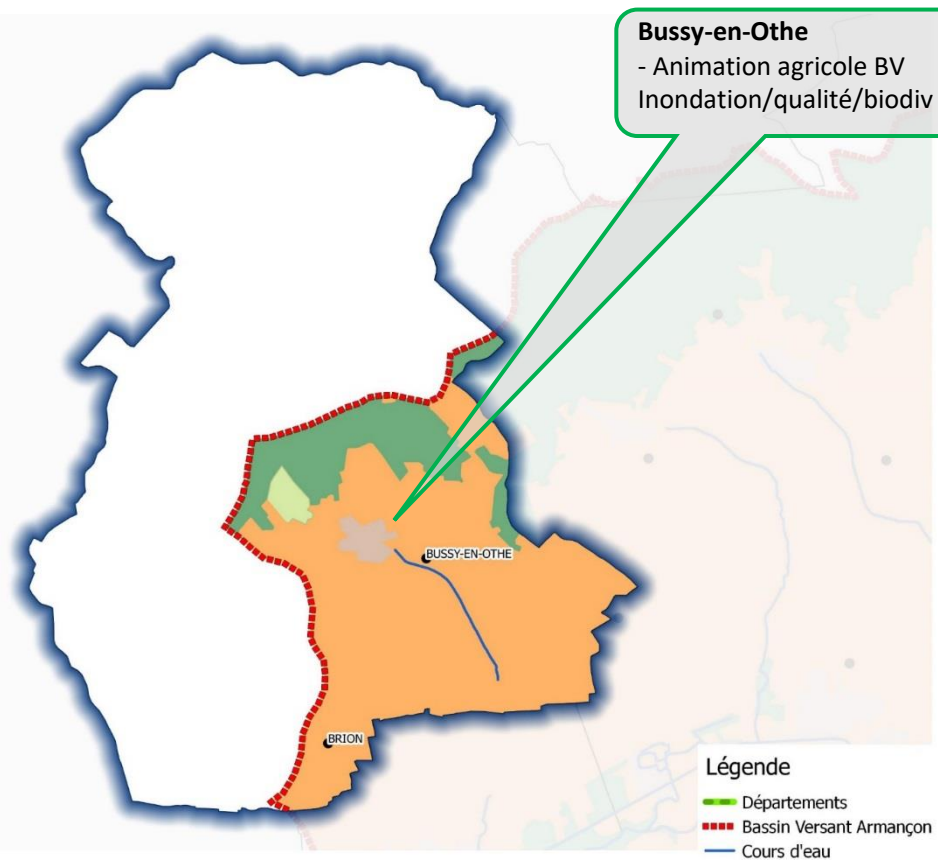 Bussy-en-Othe
- Animation agricole BV
Inondation/qualité/biodiv
BUSSY-EN-OTHE
BRION
Légende
Départements
Bassin Versant Armançon
Cours d'eau